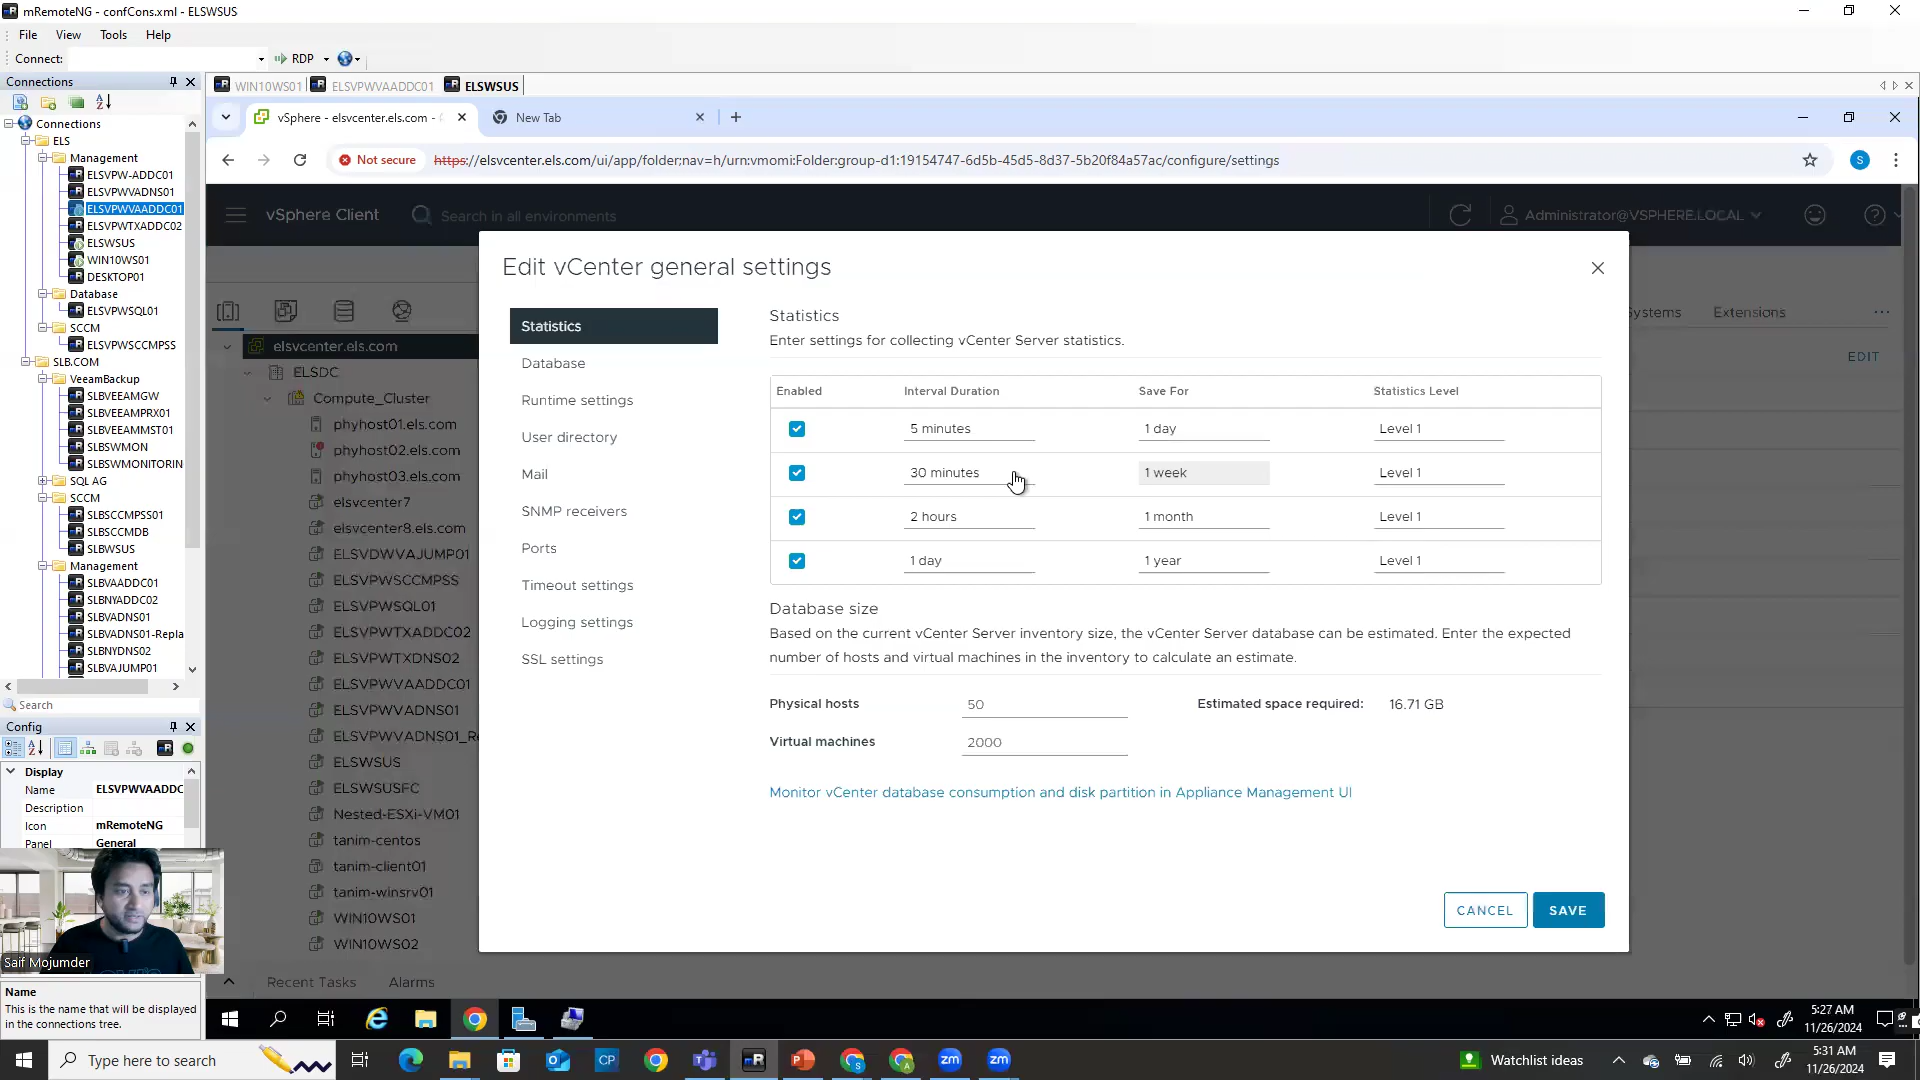 mRemoteNG - confCons.xml - ELSWSUS
File View Tools Help
Connect: RDP
Connections
WIN10WS01 ELSVPWVAADDC01 ELSWSUS
Connections
ELS
Management
ELSVPW-ADDC01
ELSVPWVADNS01
ELSVPWVAADDC01
ELSVPWTXADDC02
ELSWSUS
WIN10WS01
DESKTOP01
Database
ELSVPWSQL01
SCCM
ELSVPWSCCMPSS
SLB.COM
VeeamBackup
SLBVEEAMGW
SLBVEEAMPRX01
SLBVEEAMMST01
SLBSWMON
SLBSWMONITORIN
SQL AG
SCCM
SLBSCCMPSS01
SLBSCCMDB
SLBWSUS
Management
SLBVAADDC01
SLBNYADDC02
SLBVADNS01
SLBVADNS01-Repla
SLBNYDNS02
SLBVAJUMP01
Search
Config
Display
Name ELSVPWVAADDC
Description
Icon mRemoteNG
Panel General
Saif Mojumder
Name
This is the name that will be displayed
in the connections tree.
vSphere - elsvcenter.els.com -
New Tab
Not secure https://elsvcenter.els.com/ui/app/folder;nav=h/urn:vmomi:Folder:group-d1:19154747-6d5b-45d5-8d37-5b20f84a57ac/configure/settings
S
vSphere Client Search in all environments Administrator@VSPHERE.LOCAL
elsvcenter.els.com
ELSDC
Compute_Cluster
phyhost01.els.com
phyhost02.els.com
phyhost03.els.com
elsvcenter7
elsvcenter8.els.com
ELSVDWVAJUMP01
ELSVPWSCCMPSS
ELSVPWSQL01
ELSVPWTXADDC02
ELSVPWTXDNS02
ELSVPWVAADDC01
ELSVPWVADNS01
ELSVPWVADNS01_R
ELSWSUS
ELSWSUSFC
Nested-ESXi-VM01
tanim-centos
tanim-client01
tanim-winsrv01
WIN10WS01
WIN10WS02
Recent Tasks Alarms
ystems Extensions
EDIT
Edit vCenter general settings
Statistics
Database
Runtime settings
User directory
Mail
SNMP receivers
Ports
Timeout settings
Logging settings
SSL settings
Statistics
Enter settings for collecting vCenter Server statistics.
Enabled Interval Duration Save For Statistics Level
5 minutes 1 day Level 1
30 minutes 1 week Level 1
2 hours 1 month Level 1
1 day 1 year Level 1
Database size
Based on the current vCenter Server inventory size, the vCenter Server database can be estimated. Enter the expected
number of hosts and virtual machines in the inventory to calculate an estimate.
Physical hosts 50 Estimated space required: 16.71 GB
Virtual machines 2000
Monitor vCenter database consumption and disk partition in Appliance Management UI
CANCEL SAVE
5:27 AM
11/26/2024
Type here to search
CP
zm
zm
Watchlist ideas
5:31 AM
11/26/2024